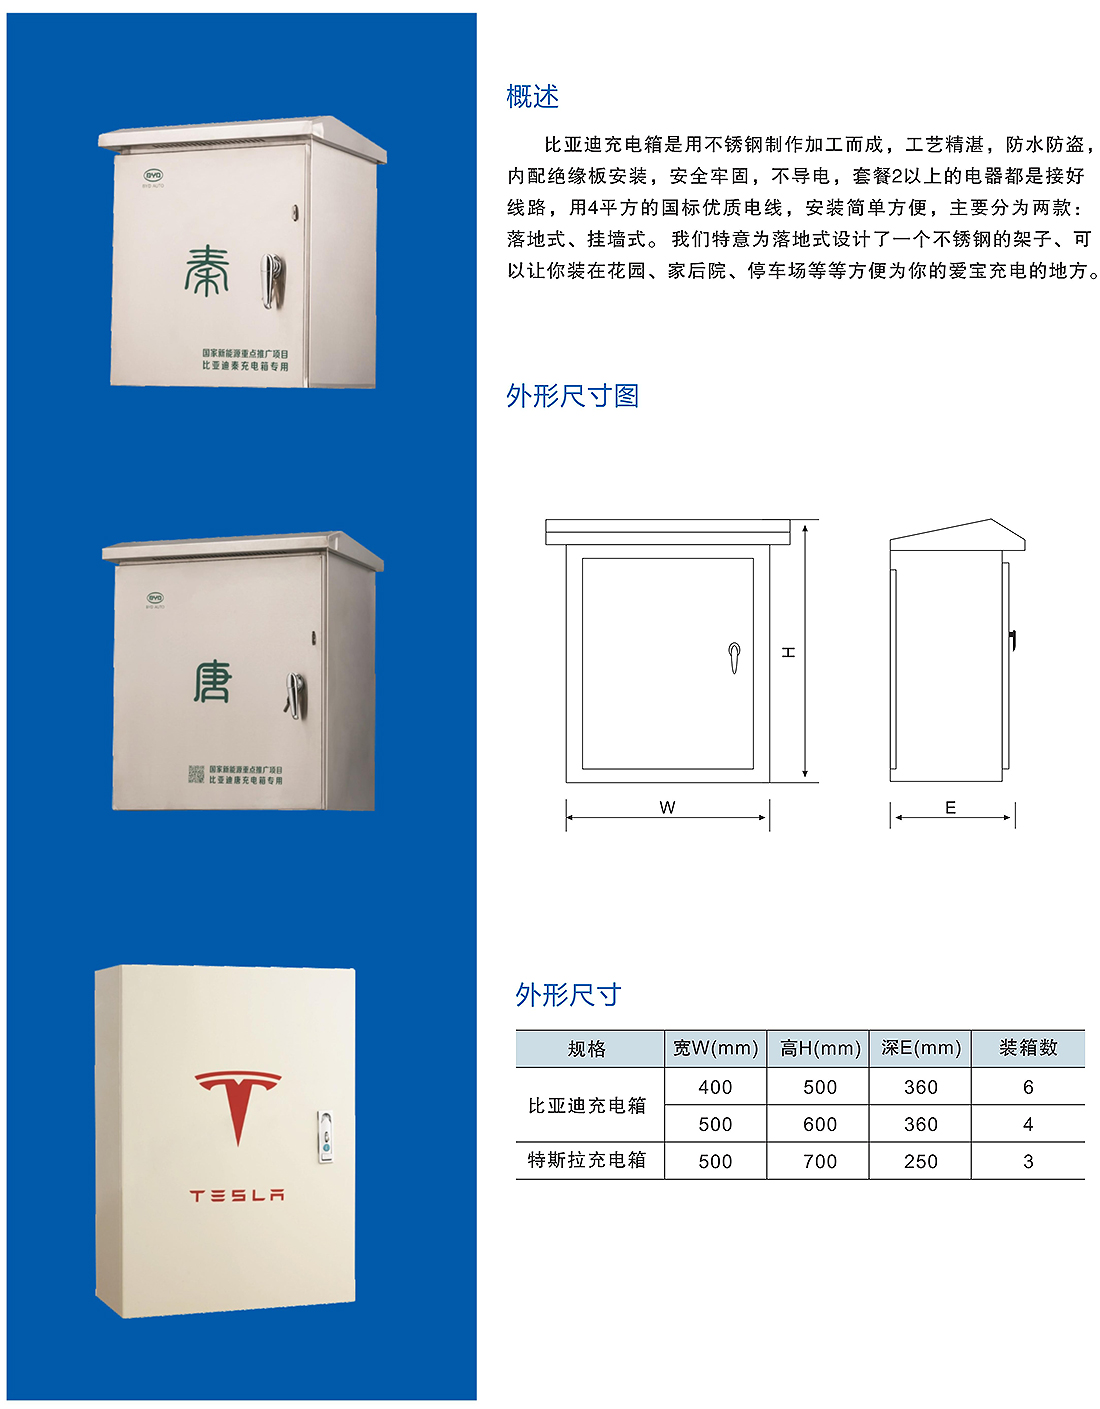 BYD
BYD AUTO
秦
国家新能源重点推广项目
比亚迪秦充电箱专用
BYD
BYD AUTO
唐
国家新能源重点推广项目
比亚迪唐充电箱专用
TESLA
概述
比亚迪充电箱是用不锈钢制作加工而成，工艺精湛，防水防盗，
内配绝缘板安装，安全牢固，不导电，套餐2以上的电器都是接好
线路，用4平方的国标优质电线，安装简单方便，主要分为两款：
落地式、挂墙式。我们特意为落地式设计了一个不锈钢的架子、可
以让你装在花园、家后院、停车场等等方便为你的爱宝充电的地方。
外形尺寸图
H
W
E
外形尺寸
规格 宽W(mm) 高H(mm) 深E(mm) 装箱数
比亚迪充电箱 400 500 360 6
500 600 360 4
特斯拉充电箱 500 700 250 3